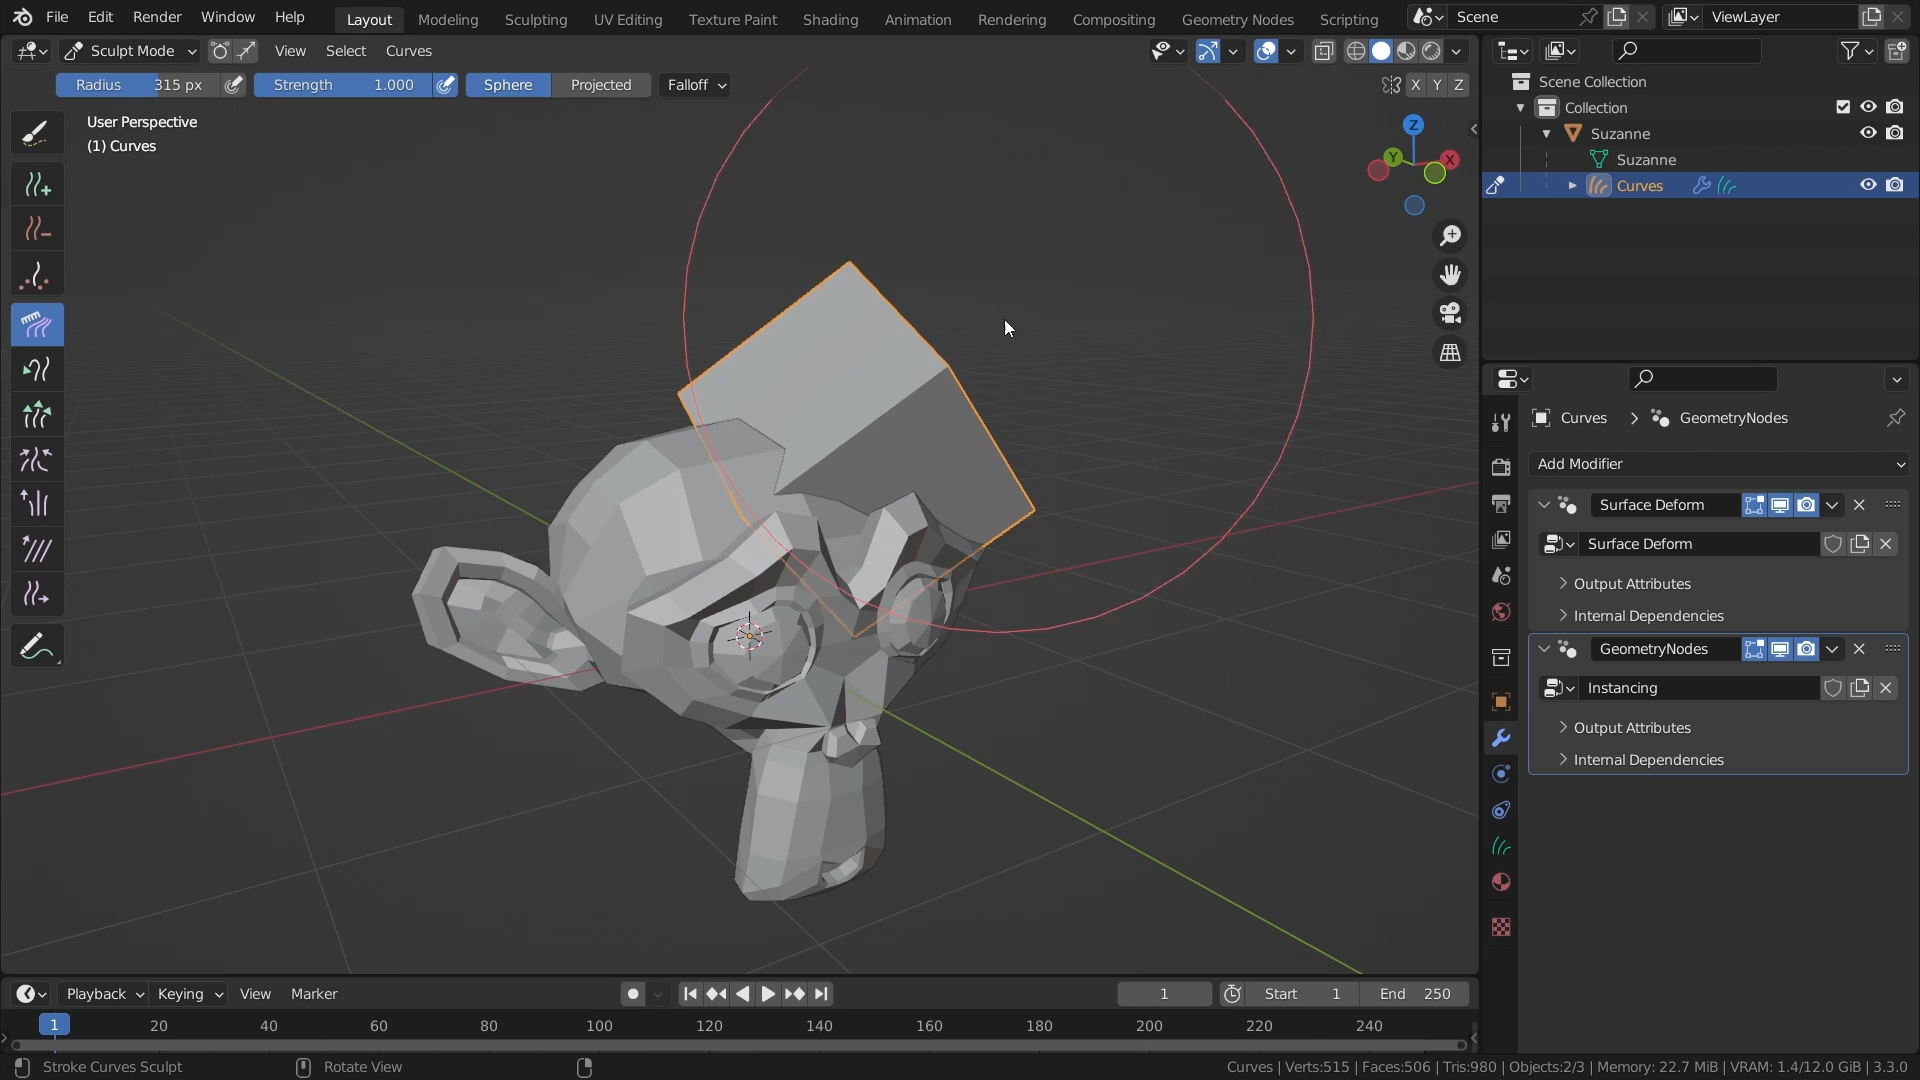 File Edit Render Window Help Layout Modeling Sculpting UV Editing Texture Paint Shading Animation Rendering Compositing Geometry Nodes Scripting Scene ViewLayer
Sculpt Mode View Select Curves
Radius 315 px Strength 1.000 Sphere Projected Falloff X Y Z
User Perspective
(1) Curves
Z
Y X
Scene Collection
Collection
Suzanne
Suzanne
Curves
Curves > GeometryNodes
Add Modifier
Surface Deform
Surface Deform
Output Attributes
Internal Dependencies
GeometryNodes
Instancing
Output Attributes
Internal Dependencies
Playback Keying View Marker 1 Start 1 End 250
1 20 40 60 80 100 120 140 160 180 200 220 240
Stroke Curves Sculpt Rotate View Curves | Verts:515 | Faces:506 | Tris:980 | Objects:2/3 | Memory: 22.7 MiB | VRAM: 1.4/12.0 GiB | 3.3.0